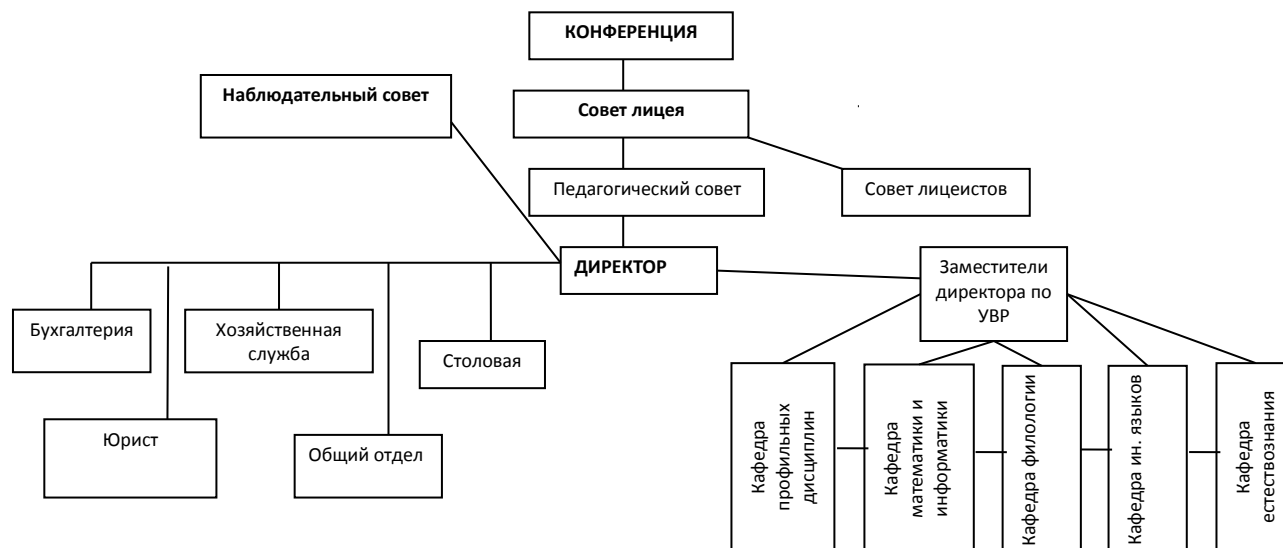 КОНФЕРЕНЦИЯ
Наблюдательный совет
Совет лицея
Педагогический совет
Совет лицеистов
ДИРЕКТОР
Заместители
директора по
УВР
Бухгалтерия
Хозяйственная
служба
Столовая
Юрист
Общий отдел
Кафедра
профильных
дисциплин
Кафедра
математики и
информатики
Кафедра филологии
Кафедра ин. языков
Кафедра
естествознания